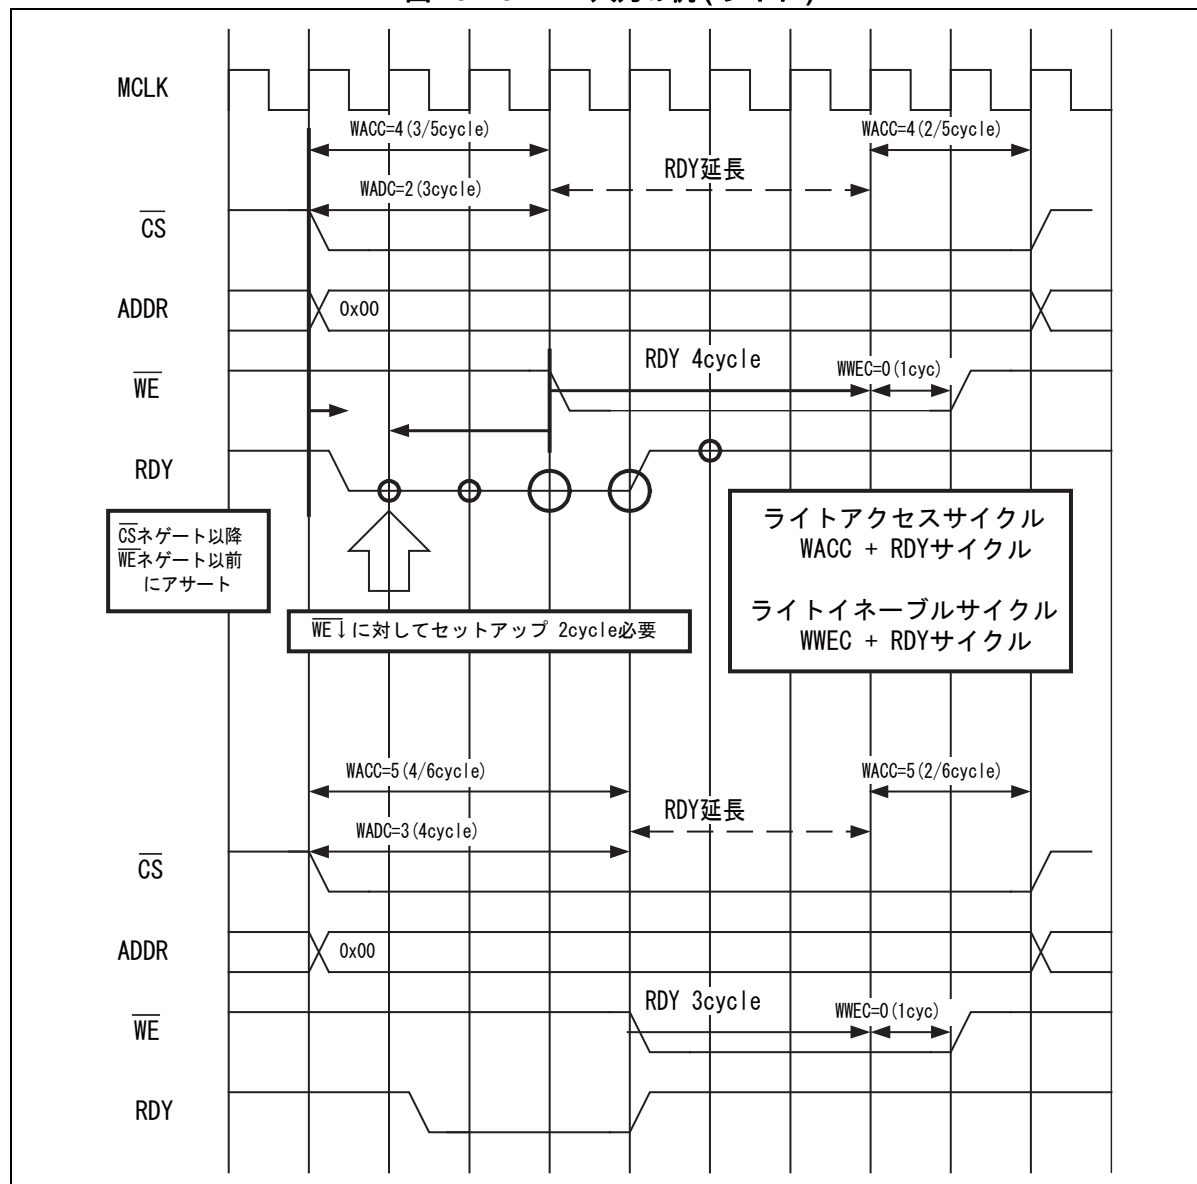 MCLK
WACC=4(3/5cycle)
WACC=4(2/5cycle)
RDY延長
WADC=2(3cycle)
CS
ADDR
0x00
RDY 4cycle
WWEC=0(1cyc)
WE
RDY
CSネゲート以降
WEネゲート以前
にアサート
WE↓に対してセットアップ 2cycle必要
ライトアクセスサイクル
WACC + RDYサイクル
ライトイネーブルサイクル
WWEC + RDYサイクル
WACC=5(4/6cycle)
WACC=5(2/6cycle)
RDY延長
WADC=3(4cycle)
CS
ADDR
0x00
RDY 3cycle
WWEC=0(1cyc)
WE
RDY